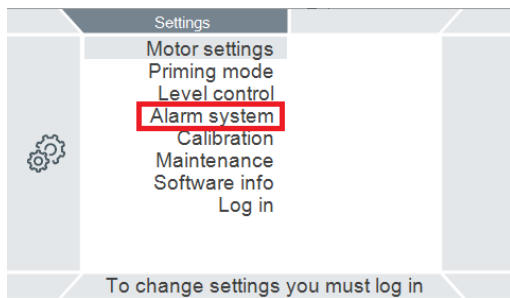 Settings
Motor settings
Priming mode
Level control
Alarm system
Calibration
Maintenance
Software info
Log in
To change settings you must log in